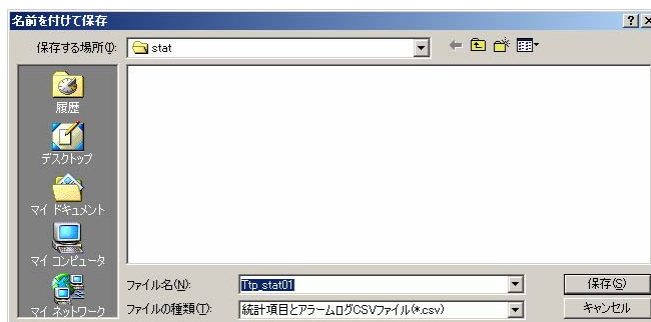 名前を付けて保存
保存する場所(I):
stat
履歴
デスクトップ
マイ ドキュメント
マイ コンピュータ
マイ ネットワーク
ファイル名(N):
Ttp_stat01
保存(S)
ファイルの種類(T):
統計項目とアラームログCSVファイル(*.csv)
キャンセル